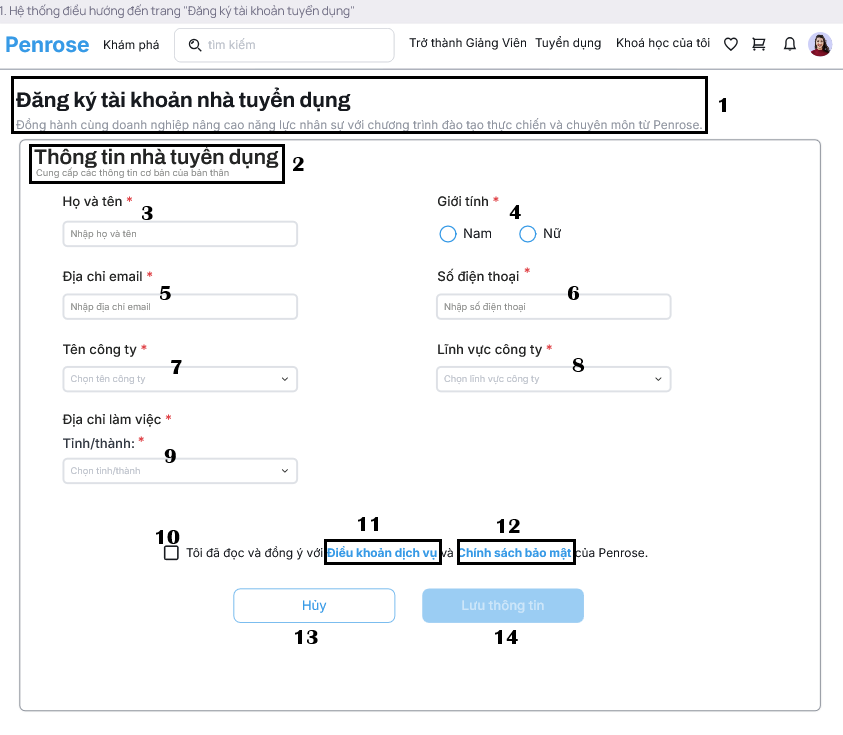 1. Hệ thống điều hướng đến trang "Đăng ký tài khoản tuyển dụng"
Penrose Khám phá tìm kiếm Trở thành Giảng Viên Tuyển dụng Khoá học của tôi
Đăng ký tài khoản nhà tuyển dụng
1
Đồng hành cùng doanh nghiệp nâng cao năng lực nhân sự với chương trình đào tạo thực chiến và chuyên môn từ Penrose.
Thông tin nhà tuyển dụng
2
Cung cấp các thông tin cơ bản của bản thân
Họ và tên * 3
Nhập họ và tên
Giới tính * 4
Nam Nữ
Địa chỉ email * 5
Nhập địa chỉ email
Số điện thoại * 6
Nhập số điện thoại
Tên công ty * 7
Chọn tên công ty
Lĩnh vực công ty * 8
Chọn lĩnh vực công ty
Địa chỉ làm việc *
Tỉnh/thành: * 9
Chọn tỉnh/thành
10 11 12
Tôi đã đọc và đồng ý với Điều khoản dịch vụ và Chính sách bảo mật của Penrose.
Hủy Lưu thông tin
13 14